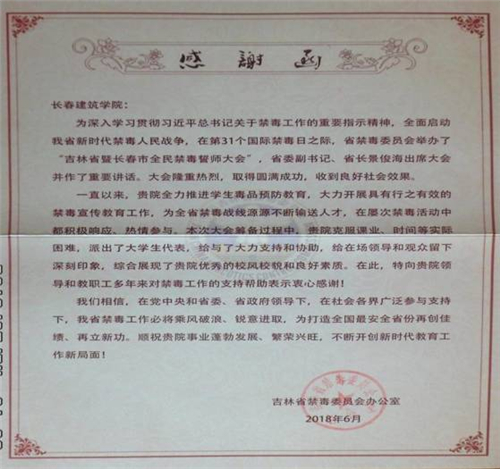 感謝函
长春建筑学院：
为深入学习贯彻习近平总书记关于禁毒工作的重要指示精神，全面启动
我省新时代禁毒人民战争，在第31个国际禁毒日之际，省禁毒委员会举办了
“吉林省暨长春市全民禁毒誓师大会”，省委副书记、省长景俊海出席大会
并作了重要讲话。大会隆重热烈，取得圆满成功，收到良好社会效果。
一直以来，贵院全力推进学生毒品预防教育，大力开展具有行之有效的
禁毒宣传教育工作，为全省禁毒战线源源不断输送人才，在屡次禁毒活动中
都积极响应、热情参与。本次大会筹备过程中，贵院克服课业、时间等实际
困难，派出了大学生代表，给与了大力支持和协助，给在场领导和观众留下
深刻印象，综合展现了贵院优秀的校风校貌和良好素质。在此，特向贵院领导
和教职工多年来对禁毒工作的支持帮助表示衷心感谢！
我们相信，在党中央和省委、省政府领导下，在社会各界广泛参与支持
下，我省禁毒工作必将乘风破浪、锐意进取，为打造全国最安全省份再创佳
绩、再立新功。顺祝贵院事业蓬勃发展、繁荣兴旺，不断开创新时代教育工
作新局面！
吉林省禁毒委员会办公室
2018年6月